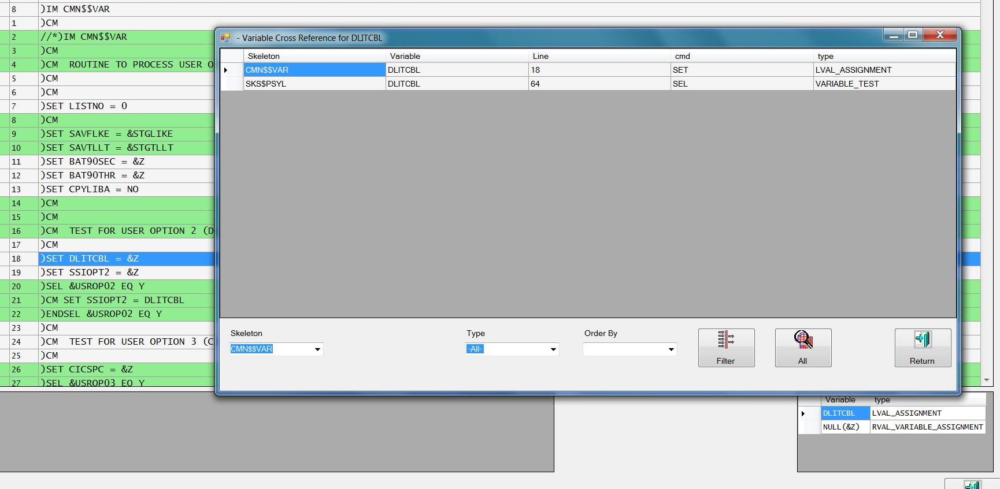 8 )IM CMN$$VAR
1 )CM
2 //*)IM CMN$$VAR
3 )CM
4 )CM ROUTINE TO PROCESS USER O
5 )CM
6 )CM
7 )SET LISTNO = 0
8 )CM
9 )SET SAVFLKE = &STGLIKE
10 )SET SAVTLLT = &STGTLLT
11 )SET BAT90SEC = &Z
12 )SET BAT90THR = &Z
13 )SET CPYLIBA = NO
14 )CM
15 )CM
16 )CM TEST FOR USER OPTION 2 (D
17 )CM
18 )SET DLITCBL = &Z
19 )SET SSIOPT2 = &Z
20 )SEL &USROP02 EQ Y
21 )CM SET SSIOPT2 = DLITCBL
22 )ENDSEL &USROP02 EQ Y
23 )CM
24 )CM TEST FOR USER OPTION 3 (C
25 )CM
26 )SET CICSPC = &Z
27 )SEL &USROP03 EQ Y
- Variable Cross Reference for DLITCBL
Skeleton Variable Line cmd type
CMN$$VAR DLITCBL 18 SET LVAL_ASSIGNMENT
SKS$PSYL DLITCBL 64 SEL VARIABLE_TEST
Skeleton Type Order By
CMN$$VAR -All-
Filter All Return
Variable type
DLITCBL LVAL_ASSIGNMENT
NULL(&Z) RVAL_VARIABLE_ASSIGNMENT